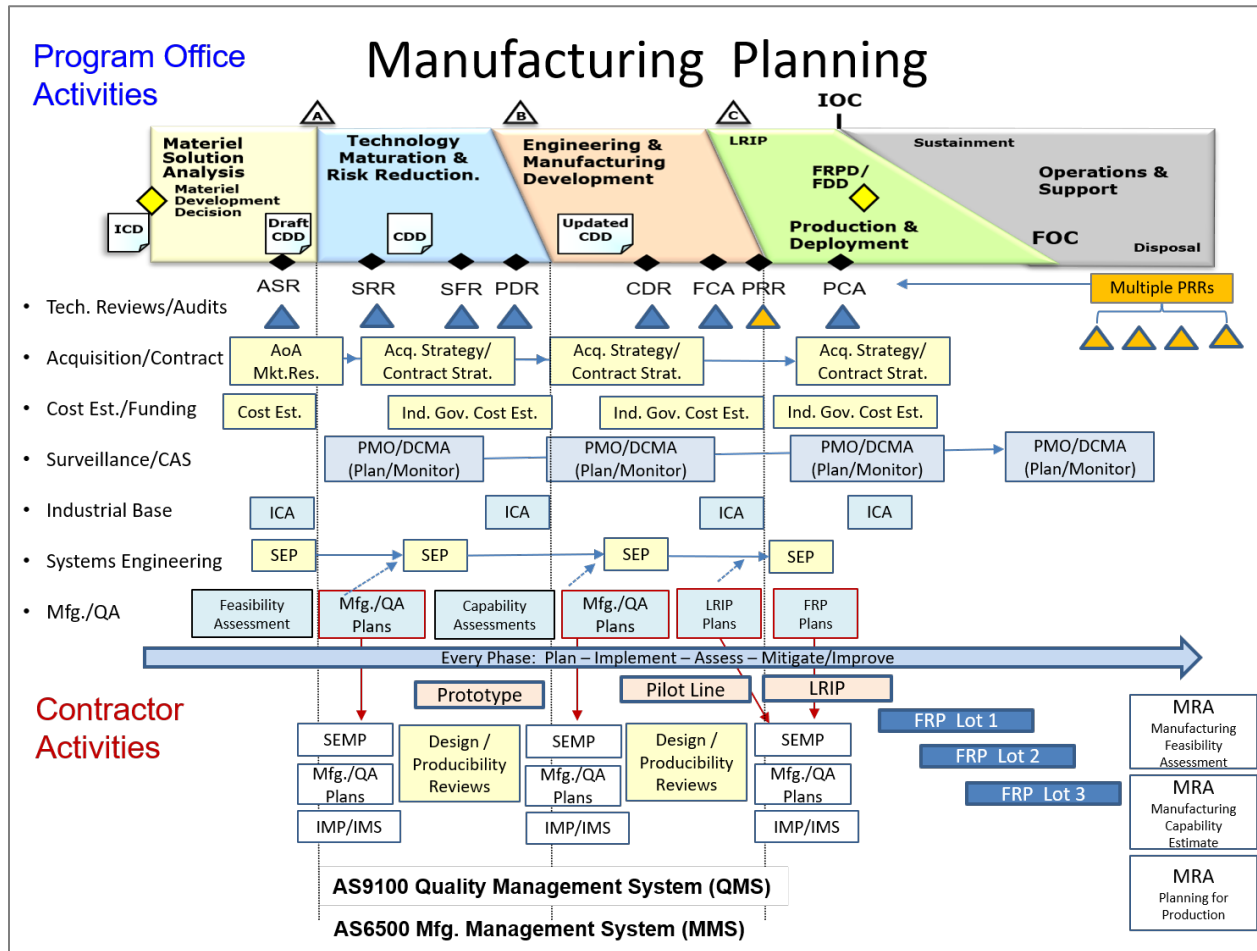 Program Office
Activities
Manufacturing Planning
A
B
C
IOC
Materiel
Solution
Analysis
Materiel
Development
Decision
ICD
Draft
CDD
Technology
Maturation &
Risk Reduction.
CDD
Engineering &
Manufacturing
Development
Updated
CDD
LRIP
FRPD/
FDD
Production &
Deployment
Sustainment
Operations &
Support
FOC
Disposal
• Tech. Reviews/Audits
ASR
SRR
SFR
PDR
CDR
FCA
PRR
PCA
Multiple PRRs
• Acquisition/Contract
AoA
Mkt.Res.
Acq. Strategy/
Contract Strat.
Acq. Strategy/
Contract Strat.
Acq. Strategy/
Contract Strat.
• Cost Est./Funding
Cost Est.
Ind. Gov. Cost Est.
Ind. Gov. Cost Est.
Ind. Gov. Cost Est.
• Surveillance/CAS
PMO/DCMA
(Plan/Monitor)
PMO/DCMA
(Plan/Monitor)
PMO/DCMA
(Plan/Monitor)
PMO/DCMA
(Plan/Monitor)
• Industrial Base
ICA
ICA
ICA
ICA
• Systems Engineering
SEP
SEP
SEP
SEP
• Mfg./QA
Feasibility
Assessment
Mfg./QA
Plans
Capability
Assessments
Mfg./QA
Plans
LRIP
Plans
FRP
Plans
Every Phase: Plan – Implement – Assess – Mitigate/Improve
Contractor
Activities
Prototype
Pilot Line
LRIP
SEMP
Mfg./QA
Plans
IMP/IMS
Design /
Producibility
Reviews
SEMP
Mfg./QA
Plans
IMP/IMS
Design /
Producibility
Reviews
SEMP
Mfg./QA
Plans
IMP/IMS
FRP Lot 1
FRP Lot 2
FRP Lot 3
MRA
Manufacturing
Feasibility
Assessment
MRA
Manufacturing
Capability
Estimate
MRA
Planning for
Production
AS9100 Quality Management System (QMS)
AS6500 Mfg. Management System (MMS)